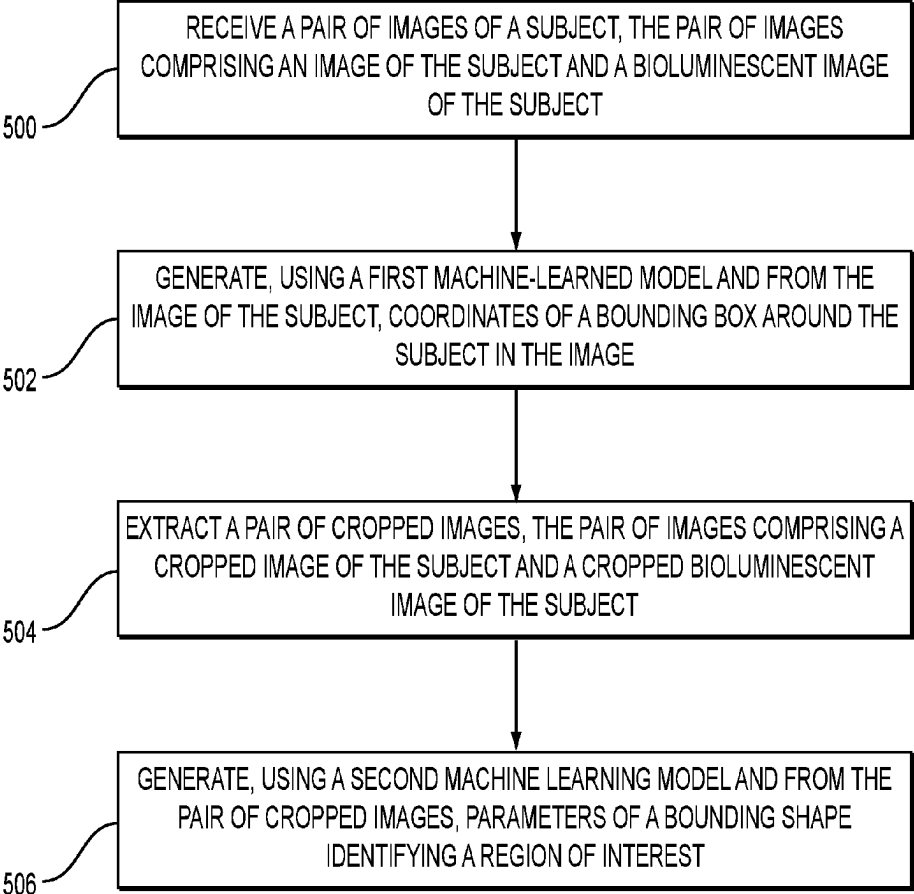 RECEIVE A PAIR OF IMAGES OF A SUBJECT, THE PAIR OF IMAGES
COMPRISING AN IMAGE OF THE SUBJECT AND A BIOLUMINESCENT IMAGE
OF THE SUBJECT
500
GENERATE, USING A FIRST MACHINE-LEARNED MODEL AND FROM THE
IMAGE OF THE SUBJECT, COORDINATES OF A BOUNDING BOX AROUND THE
SUBJECT IN THE IMAGE
502
EXTRACT A PAIR OF CROPPED IMAGES, THE PAIR OF IMAGES COMPRISING A
CROPPED IMAGE OF THE SUBJECT AND A CROPPED BIOLUMINESCENT
IMAGE OF THE SUBJECT
504
GENERATE, USING A SECOND MACHINE LEARNING MODEL AND FROM THE
PAIR OF CROPPED IMAGES, PARAMETERS OF A BOUNDING SHAPE
IDENTIFYING A REGION OF INTEREST
506